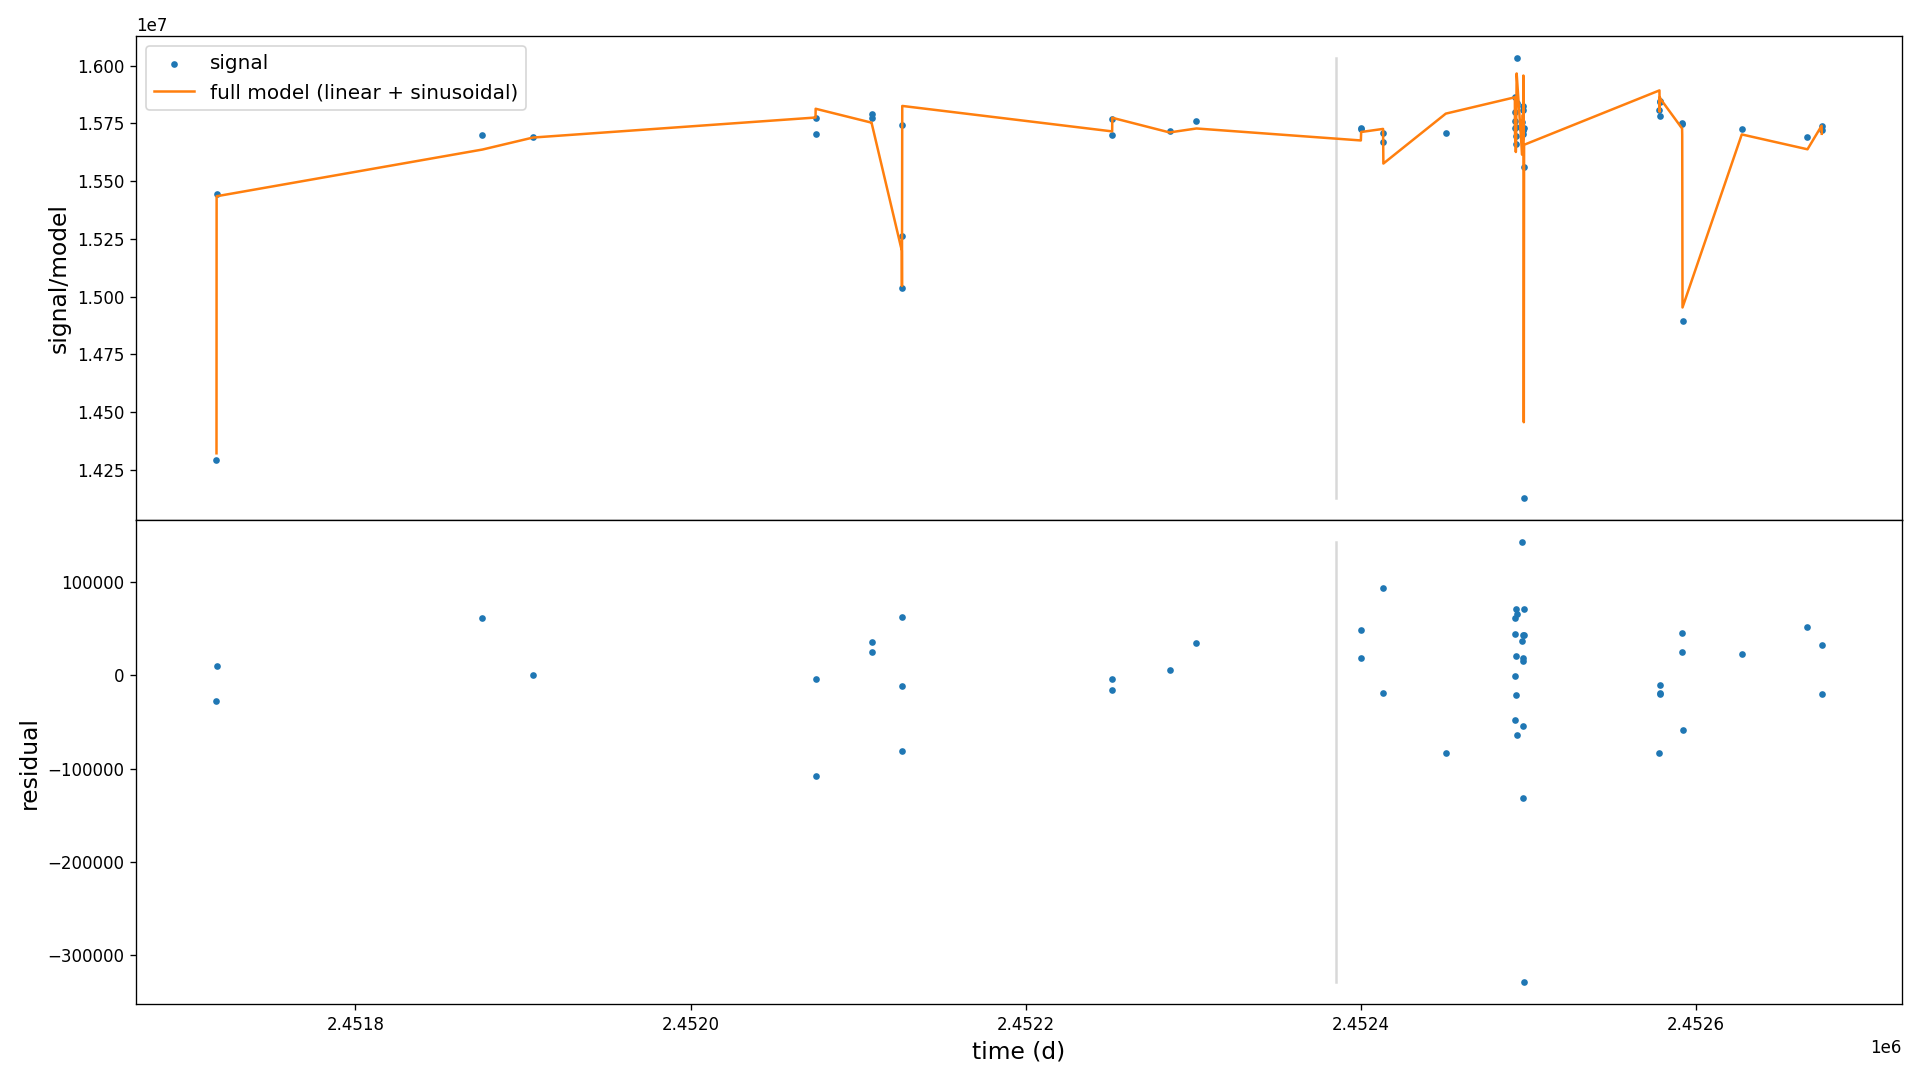 1e7
signal
full model (linear + sinusoidal)
1.600
1.575
1.550
1.525
1.500
1.475
1.450
1.425
signal/model
100000
0
−100000
−200000
−300000
residual
2.4518
2.4520
2.4522
2.4524
2.4526
1e6
time (d)